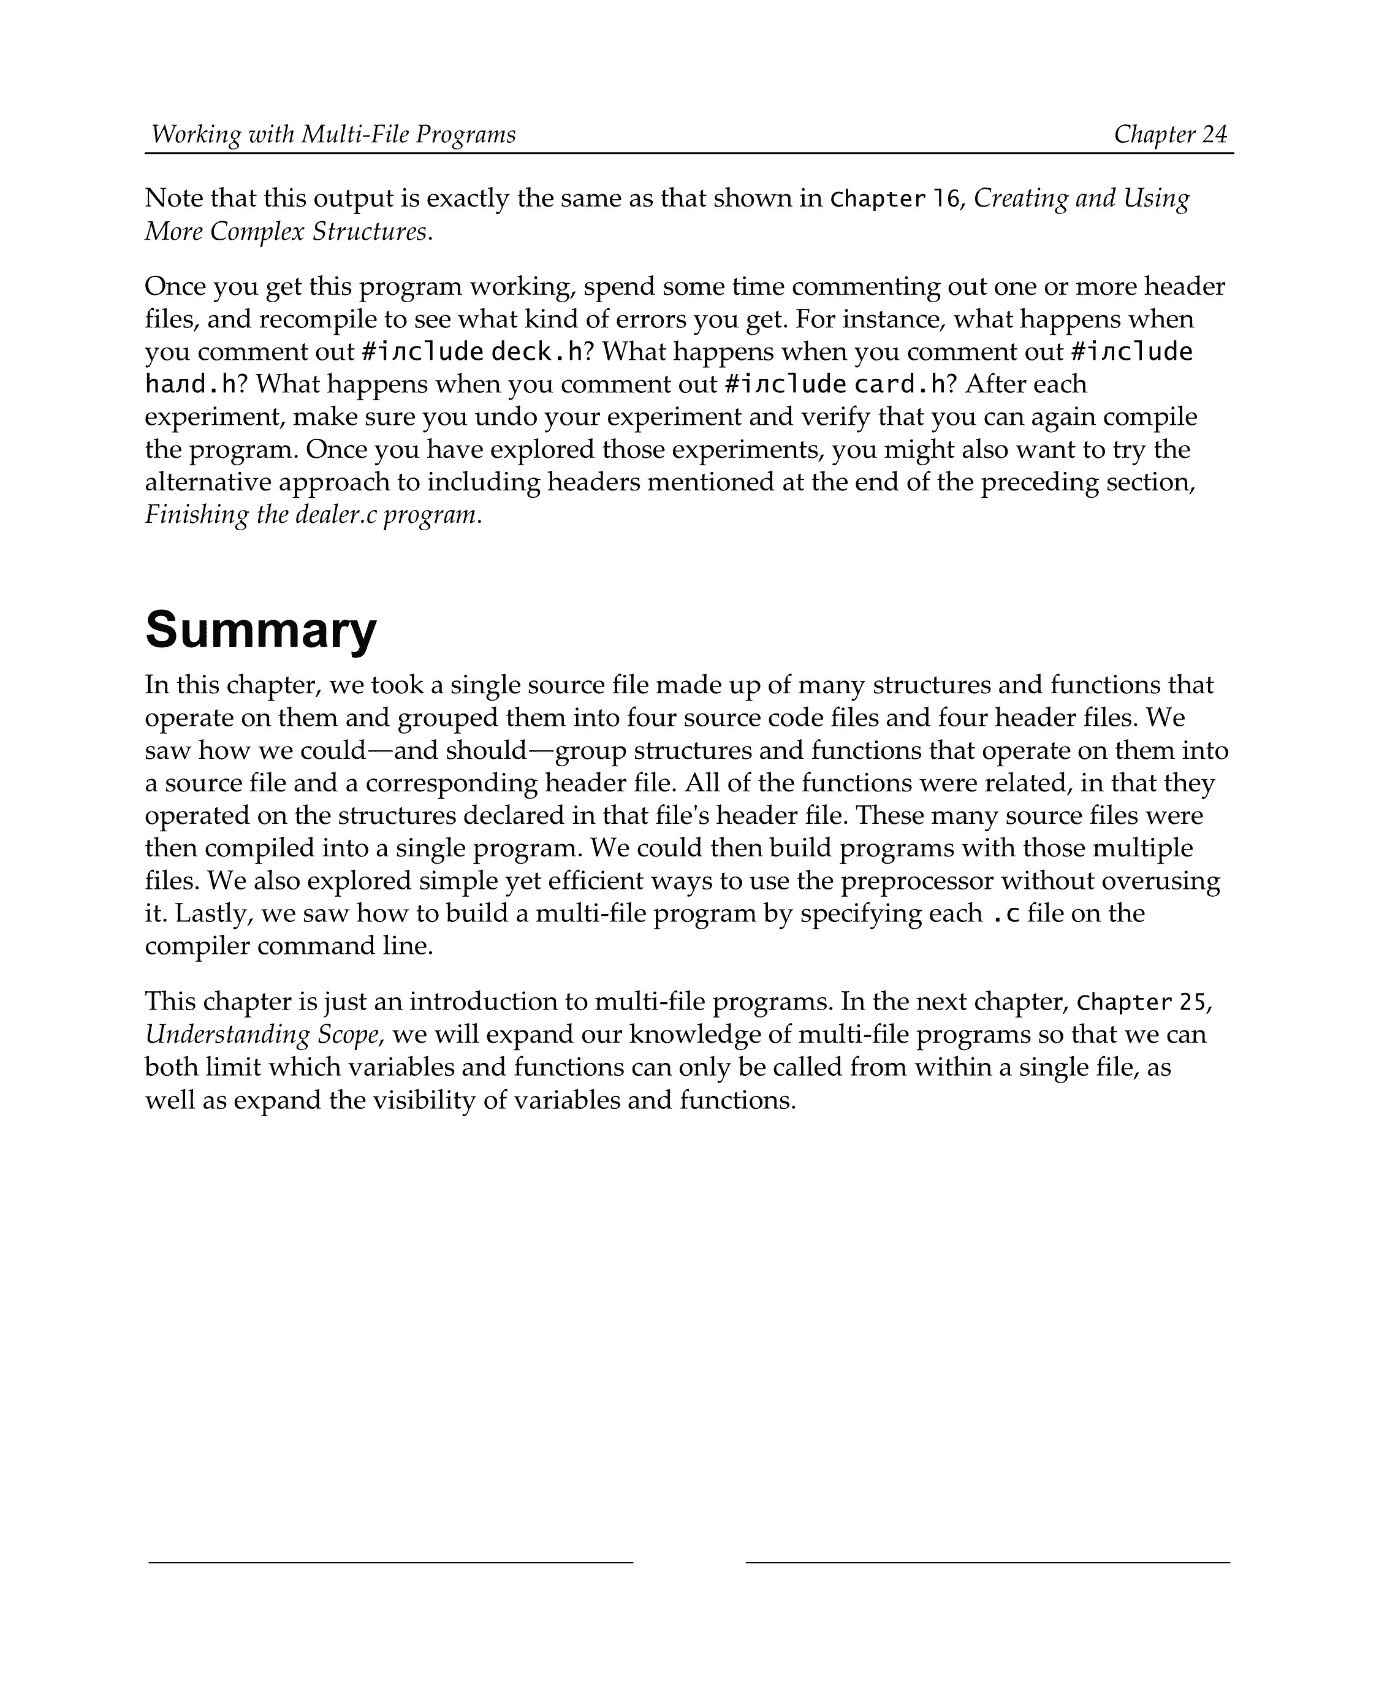 Working with Multi-File Programs Chapter 24
Note that this output is exactly the same as that shown in Chapter 16, Creating and Using
More Complex Structures.
Once you get this program working, spend some time commenting out one or more header
files, and recompile to see what kind of errors you get. For instance, what happens when
you comment out #include deck.h? What happens when you comment out #include
hand.h? What happens when you comment out #include card.h? After each
experiment, make sure you undo your experiment and verify that you can again compile
the program. Once you have explored those experiments, you might also want to try the
alternative approach to including headers mentioned at the end of the preceding section,
Finishing the dealer.c program.
Summary
In this chapter, we took a single source file made up of many structures and functions that
operate on them and grouped them into four source code files and four header files. We
saw how we could—and should—group structures and functions that operate on them into
a source file and a corresponding header file. All of the functions were related, in that they
operated on the structures declared in that file's header file. These many source files were
then compiled into a single program. We could then build programs with those multiple
files. We also explored simple yet efficient ways to use the preprocessor without overusing
it. Lastly, we saw how to build a multi-file program by specifying each .c file on the
compiler command line.
This chapter is just an introduction to multi-file programs. In the next chapter, Chapter 25,
Understanding Scope, we will expand our knowledge of multi-file programs so that we can
both limit which variables and functions can only be called from within a single file, as
well as expand the visibility of variables and functions.